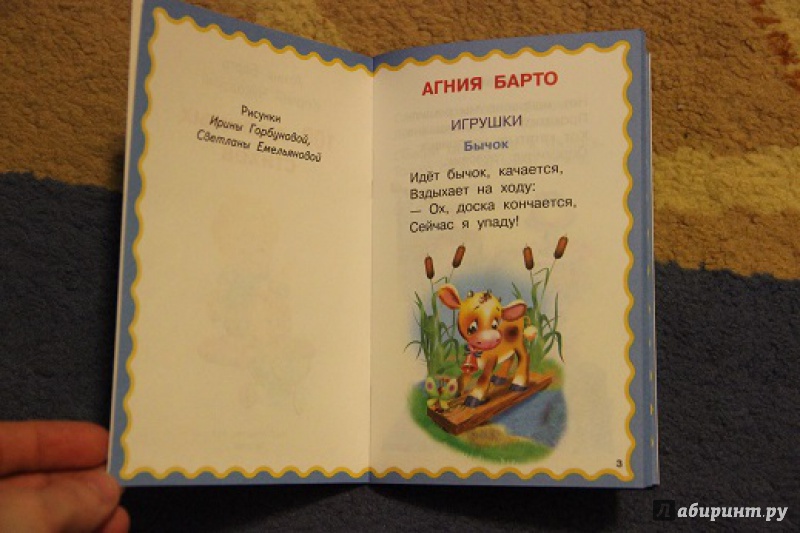 Рисунки
Ирины Горбуновой,
Светланы Емельяновой
АГНИЯ БАРТО
ИГРУШКИ
Бычок
Идёт бычок, качается,
Вздыхает на ходу:
— Ох, доска кончается,
Сейчас я упаду!
3
Лабиринт.ру